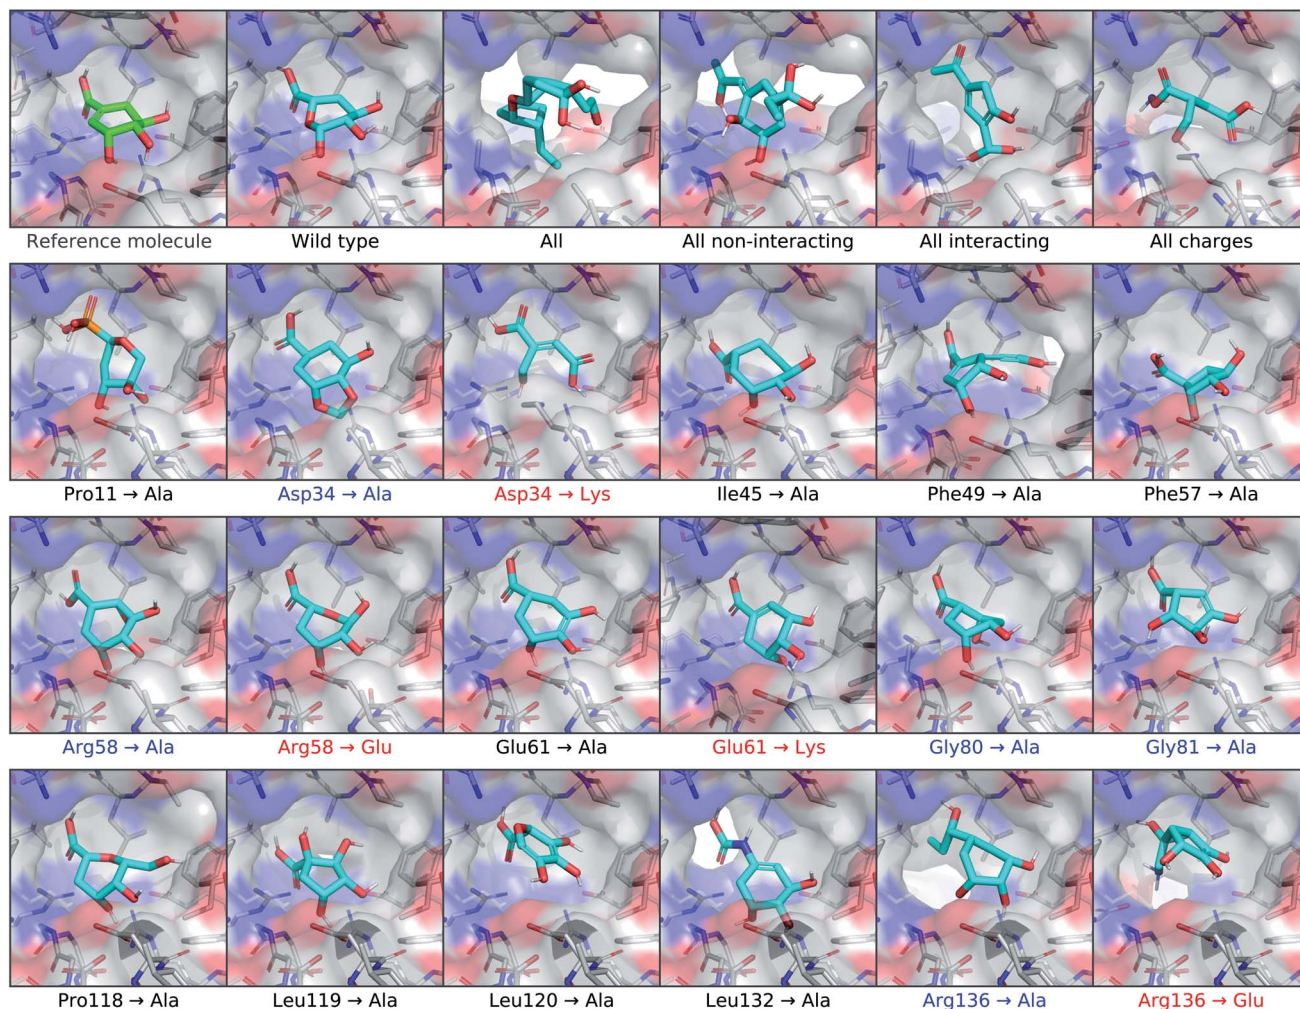 Reference molecule
Wild type
All
All non-interacting
All interacting
All charges
Pro11 → Ala
Asp34 → Ala
Asp34 → Lys
Ile45 → Ala
Phe49 → Ala
Phe57 → Ala
Arg58 → Ala
Arg58 → Glu
Glu61 → Ala
Glu61 → Lys
Gly80 → Ala
Gly81 → Ala
Pro118 → Ala
Leu119 → Ala
Leu120 → Ala
Leu132 → Ala
Arg136 → Ala
Arg136 → Glu